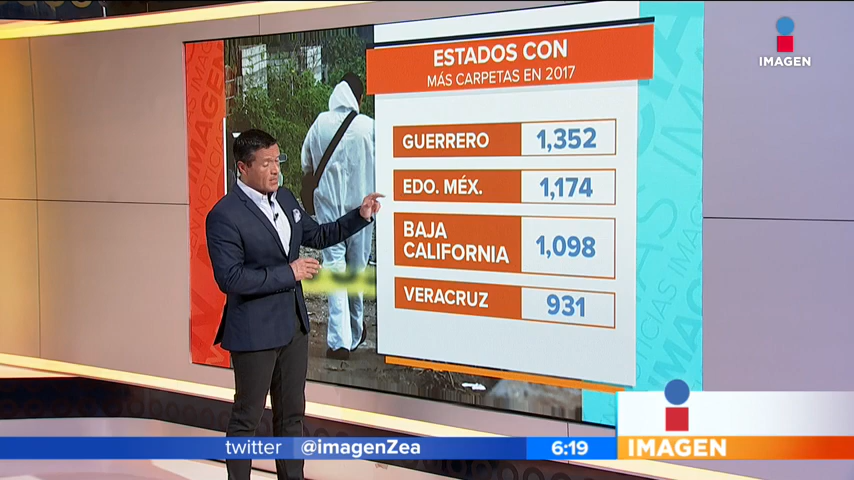 IMAGEN
ESTADOS CON
MÁS CARPETAS EN 2017
GUERRERO 1,352
EDO. MÉX. 1,174
BAJA
CALIFORNIA 1,098
VERACRUZ 931
twitter @imagenZea 6:19
IMAGEN